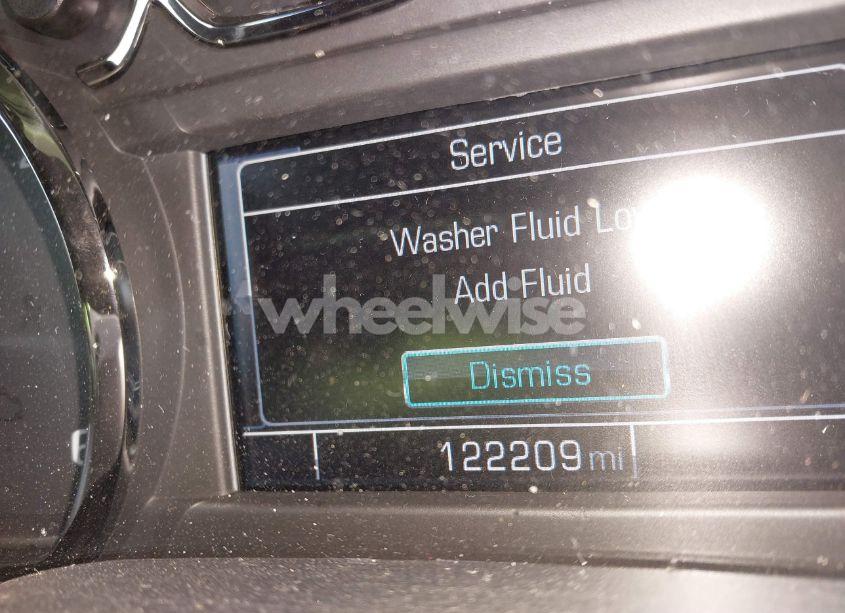 Service
Washer Fluid
Add Fluid
wheelwise
Dismiss
122209 mi